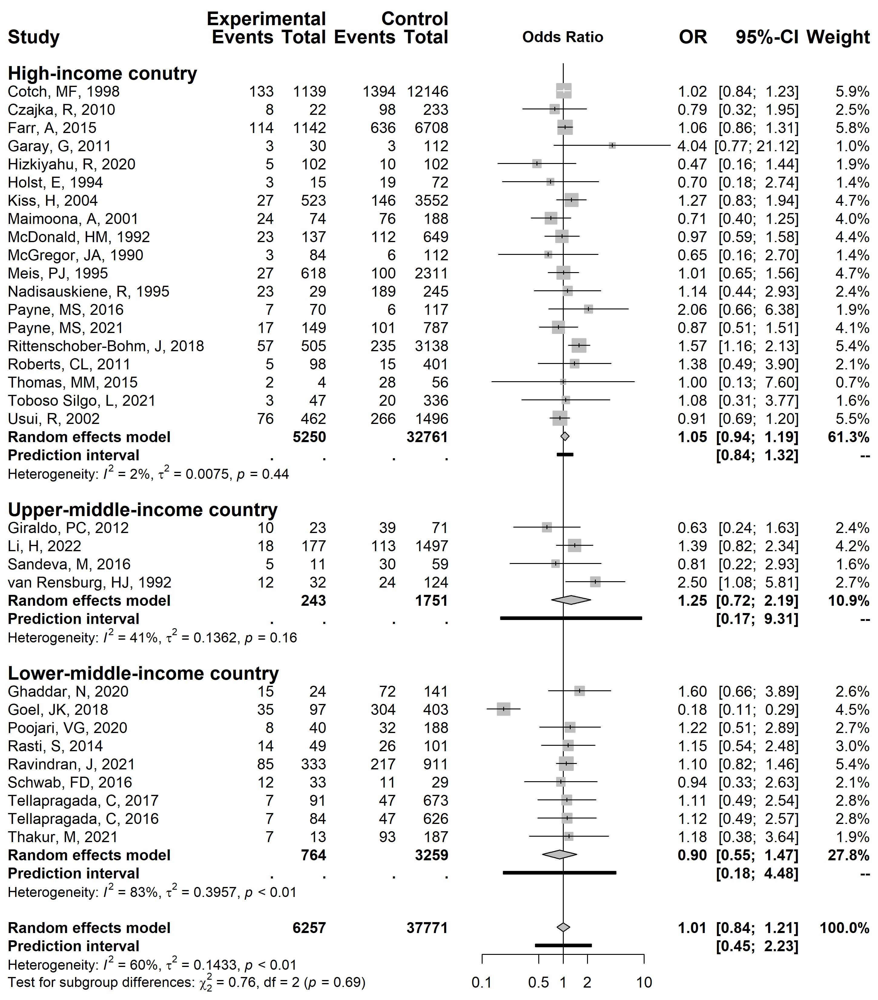 Experimental Control
Study Events Total Events Total Odds Ratio OR 95%-CI Weight
High-income conutry
Cotch, MF, 1998 133 1139 1394 12146 1.02 [0.84; 1.23] 5.9%
Czajka, R, 2010 8 22 98 233 0.79 [0.32; 1.95] 2.5%
Farr, A, 2015 114 1142 636 6708 1.06 [0.86; 1.31] 5.8%
Garay, G, 2011 3 30 3 112 4.04 [0.77; 21.12] 1.0%
Hizkiyahu, R, 2020 5 102 10 102 0.47 [0.16; 1.44] 1.9%
Holst, E, 1994 3 15 19 72 0.70 [0.18; 2.74] 1.4%
Kiss, H, 2004 27 523 146 3552 1.27 [0.83; 1.94] 4.7%
Maimoona, A, 2001 24 74 76 188 0.71 [0.40; 1.25] 4.0%
McDonald, HM, 1992 23 137 112 649 0.97 [0.59; 1.58] 4.4%
McGregor, JA, 1990 3 84 6 112 0.65 [0.16; 2.70] 1.4%
Meis, PJ, 1995 27 618 100 2311 1.01 [0.65; 1.56] 4.7%
Nadisauskiene, R, 1995 23 29 189 245 1.14 [0.44; 2.93] 2.4%
Payne, MS, 2016 7 70 6 117 2.06 [0.66; 6.38] 1.9%
Payne, MS, 2021 17 149 101 787 0.87 [0.51; 1.51] 4.1%
Rittenschober-Bohm, J, 2018 57 505 235 3138 1.57 [1.16; 2.13] 5.4%
Roberts, CL, 2011 5 98 15 401 1.38 [0.49; 3.90] 2.1%
Thomas, MM, 2015 2 4 28 56 1.00 [0.13; 7.60] 0.7%
Toboso Silgo, L, 2021 3 47 20 336 1.08 [0.31; 3.77] 1.6%
Usui, R, 2002 76 462 266 1496 0.91 [0.69; 1.20] 5.5%
Random effects model 5250 32761 1.05 [0.94; 1.19] 61.3%
Prediction interval . . . . [0.84; 1.32] --
Heterogeneity: I² = 2%, τ² = 0.0075, p = 0.44
Upper-middle-income country
Giraldo, PC, 2012 10 23 39 71 0.63 [0.24; 1.63] 2.4%
Li, H, 2022 18 177 113 1497 1.39 [0.82; 2.34] 4.2%
Sandeva, M, 2016 5 11 30 59 0.81 [0.22; 2.93] 1.6%
van Rensburg, HJ, 1992 12 32 24 124 2.50 [1.08; 5.81] 2.7%
Random effects model 243 1751 1.25 [0.72; 2.19] 10.9%
Prediction interval . . . . [0.17; 9.31] --
Heterogeneity: I² = 41%, τ² = 0.1362, p = 0.16
Lower-middle-income country
Ghaddar, N, 2020 15 24 72 141 1.60 [0.66; 3.89] 2.6%
Goel, JK, 2018 35 97 304 403 0.18 [0.11; 0.29] 4.5%
Poojari, VG, 2020 8 40 32 188 1.22 [0.51; 2.89] 2.7%
Rasti, S, 2014 14 49 26 101 1.15 [0.54; 2.48] 3.0%
Ravindran, J, 2021 85 333 217 911 1.10 [0.82; 1.46] 5.4%
Schwab, FD, 2016 12 33 11 29 0.94 [0.33; 2.63] 2.1%
Tellapragada, C, 2017 7 91 47 673 1.11 [0.49; 2.54] 2.8%
Tellapragada, C, 2016 7 84 47 626 1.12 [0.49; 2.57] 2.8%
Thakur, M, 2021 7 13 93 187 1.18 [0.38; 3.64] 1.9%
Random effects model 764 3259 0.90 [0.55; 1.47] 27.8%
Prediction interval . . . . [0.18; 4.48] --
Heterogeneity: I² = 83%, τ² = 0.3957, p < 0.01
Random effects model 6257 37771 1.01 [0.84; 1.21] 100.0%
Prediction interval [0.45; 2.23]
Heterogeneity: I² = 60%, τ² = 0.1433, p < 0.01
Test for subgroup differences: χ²₂ = 0.76, df = 2 (p = 0.69)
0.1 0.5 1 2 10